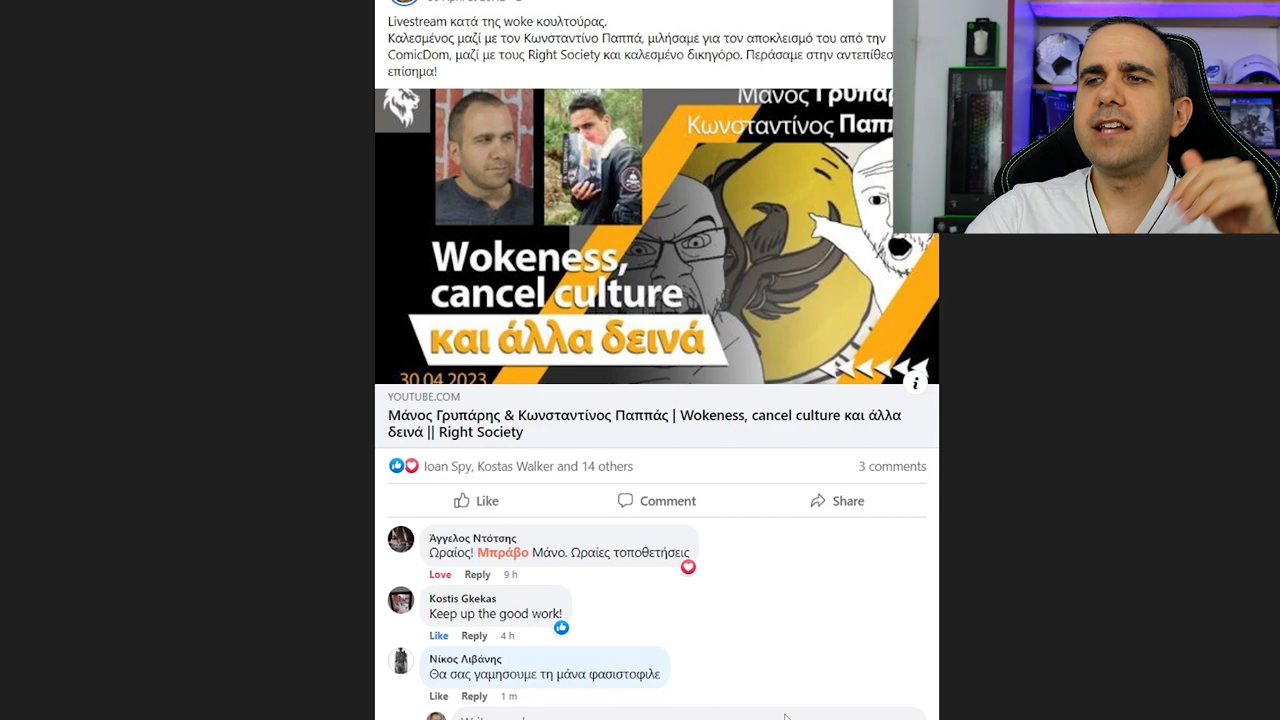 Livestream κατά της woke κουλτούρας.
Καλεσμένος μαζί με τον Κωνσταντίνο Παππά, μιλήσαμε για τον αποκλεισμό του από την
ComicDom, μαζί με τους Right Society και καλεσμένο δικηγόρο. Περάσαμε στην αντεπίθεσ
επίσημα!
Μάνος Γρυπάρ
Κωνσταντίνος Παππ
Wokeness,
cancel culture
και άλλα δεινά
30.04.2023
YOUTUBE.COM
Μάνος Γρυπάρης & Κωνσταντίνος Παππάς | Wokeness, cancel culture και άλλα
δεινά || Right Society
Ioan Spy, Kostas Walker and 14 others
3 comments
Like
Comment
Share
Άγγελος Ντότσης
Ωραίος! Μπράβο Μάνο. Ωραίες τοποθετήσεις
Love Reply 9 h
Kostis Gkekas
Keep up the good work!
Like Reply 4 h
Νίκος Λιβάνης
Θα σας γαμησουμε τη μάνα φασιστοφιλε
Like Reply 1 m